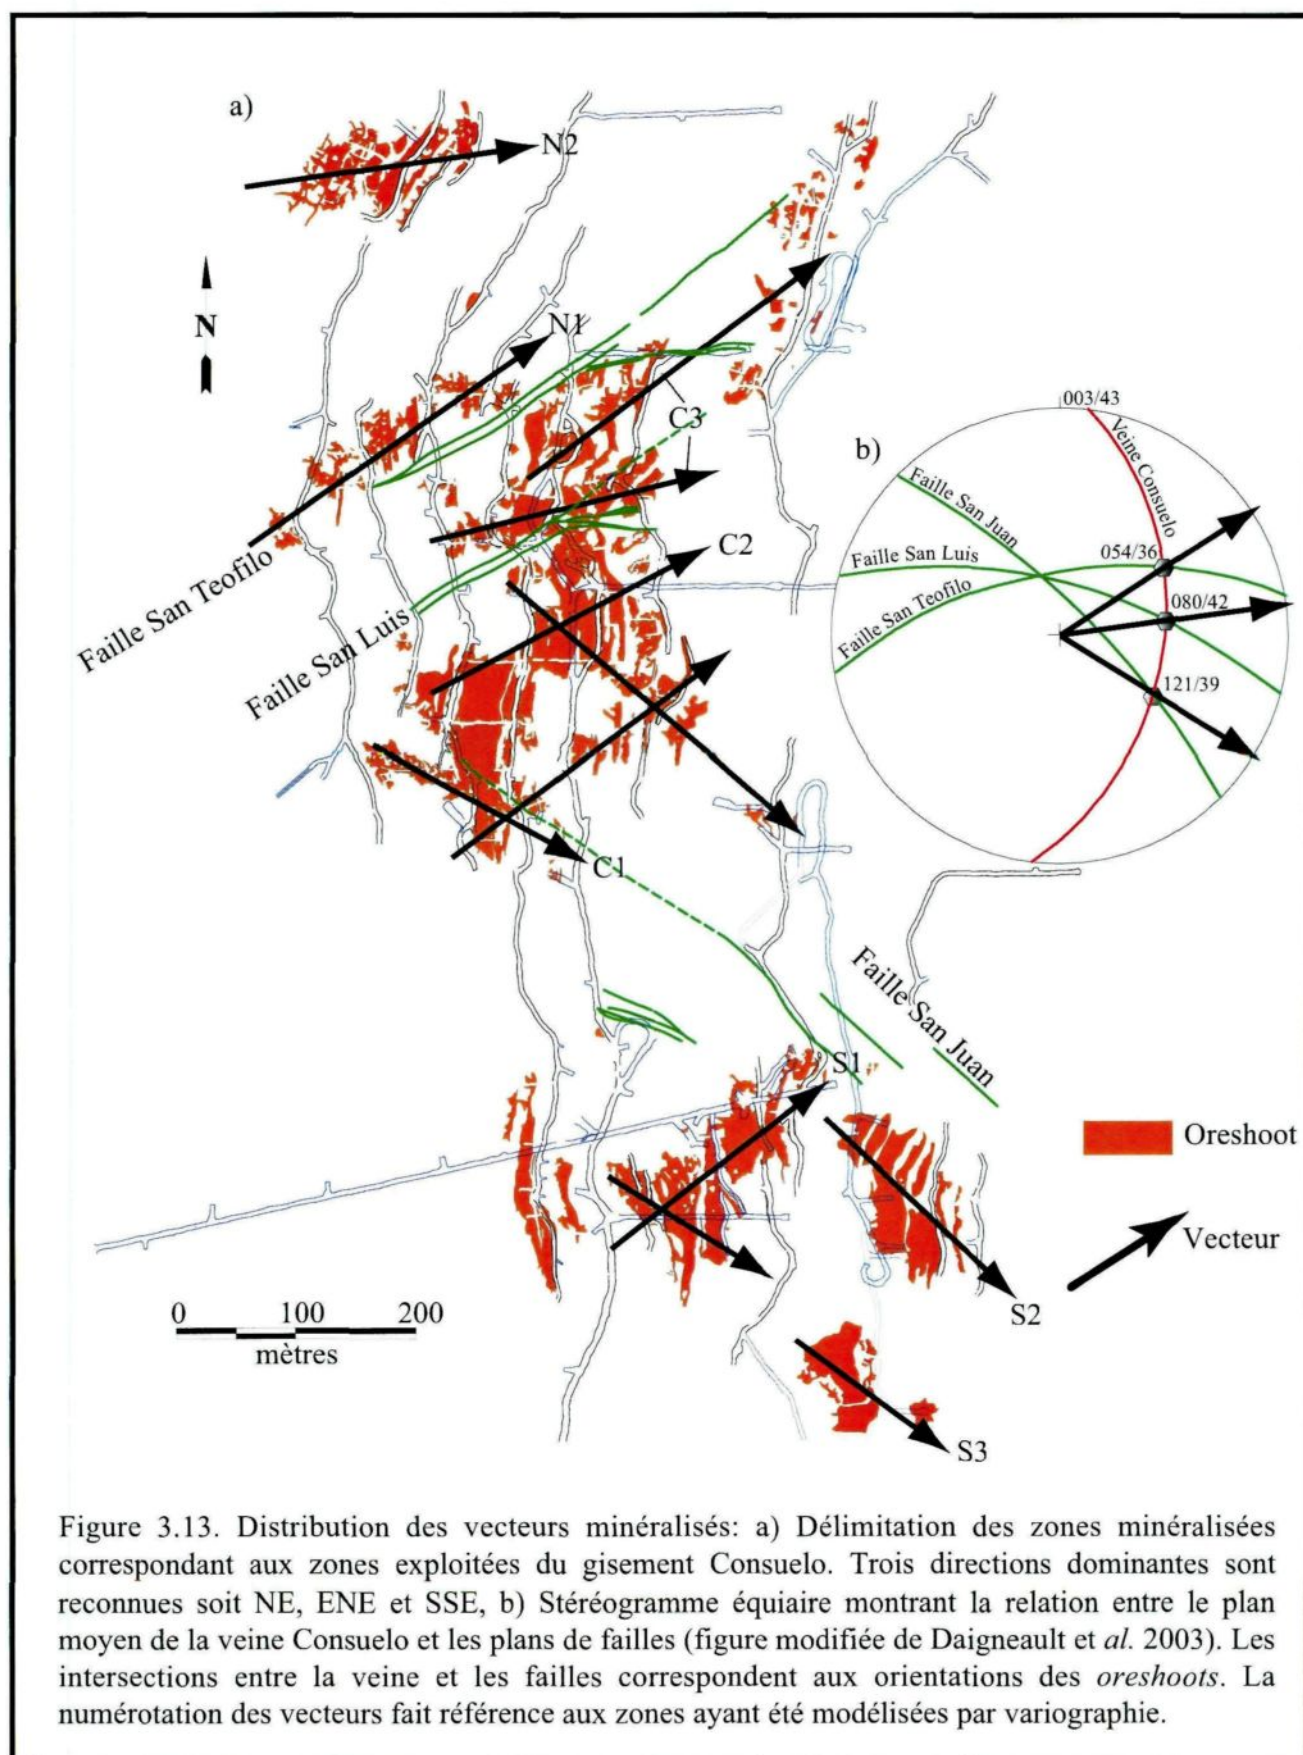 a)
N2
N
N1
C3
C2
Faille San Teofilo
Faille San Luis
C1
b)
003/43
Veine Consuelo
Faille San Juan
054/36
Faille San Luis
080/42
Faille San Teofilo
121/39
Faille San Juan
S1
Oreshoot
Vecteur
S2
0 100 200
mètres
S3
Figure 3.13. Distribution des vecteurs minéralisés: a) Délimitation des zones minéralisées
correspondant aux zones exploitées du gisement Consuelo. Trois directions dominantes sont
reconnues soit NE, ENE et SSE, b) Stéréogramme équiaire montrant la relation entre le plan
moyen de la veine Consuelo et les plans de failles (figure modifiée de Daigneault et al. 2003). Les
intersections entre la veine et les failles correspondent aux orientations des oreshoots. La
numérotation des vecteurs fait référence aux zones ayant été modélisées par variographie.